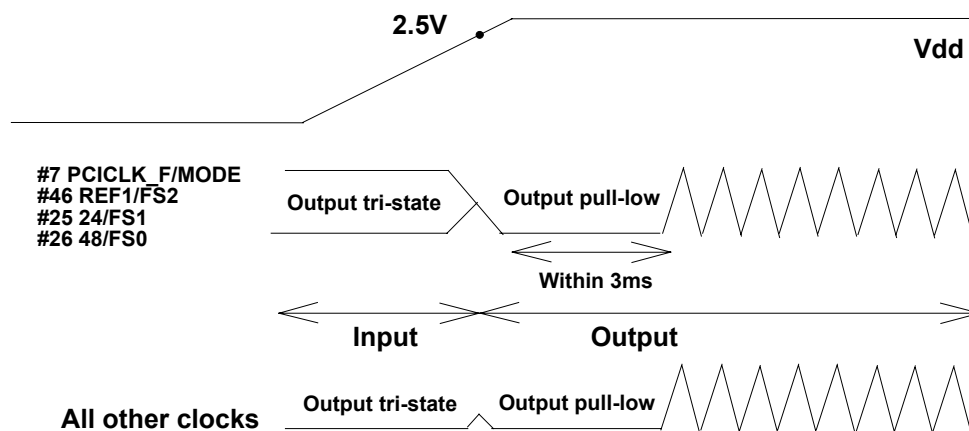 2.5V
Vdd
#7 PCICLK_F/MODE
#46 REF1/FS2
#25 24/FS1
#26 48/FS0
Output tri-state
Output pull-low
Within 3ms
Input
Output
All other clocks
Output tri-state
Output pull-low